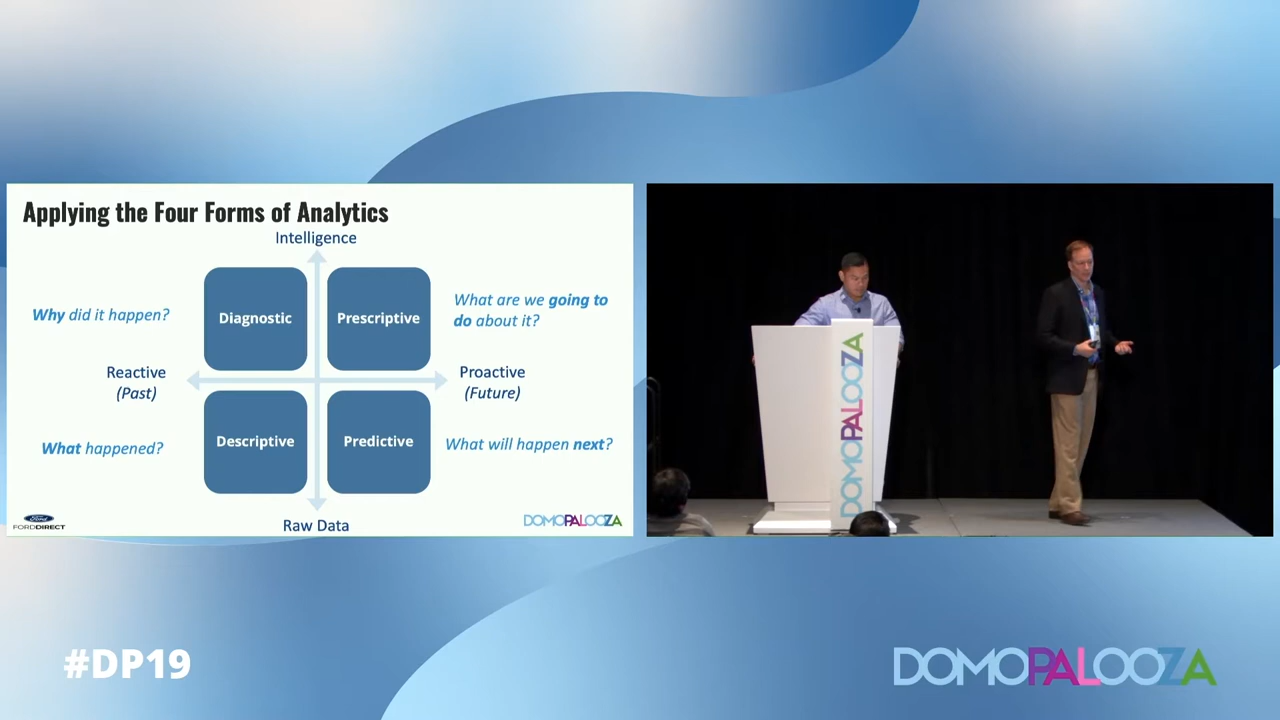 Applying the Four Forms of Analytics
Intelligence
Why did it happen?
Diagnostic
Prescriptive
What are we going to
do about it?
Reactive
(Past)
Proactive
(Future)
What happened?
Descriptive
Predictive
What will happen next?
Raw Data
Ford
FORDDIRECT
DOMOPALOOZA
DOMOPALOOZA
#DP19
DOMOPALOOZA